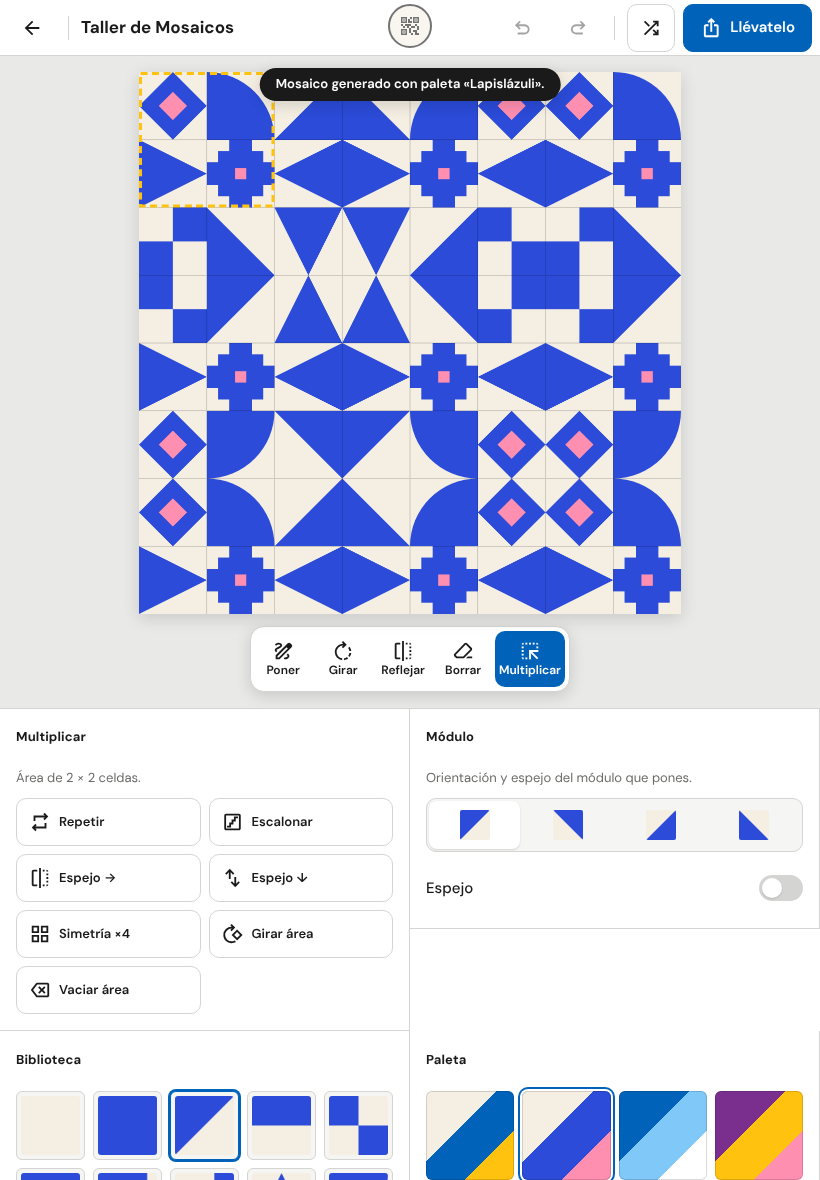 Taller de Mosaicos
Llévatelo
Mosaico generado con paleta «Lapislázuli».
Poner
Girar
Reflejar
Borrar
Multiplicar
Multiplicar
Área de 2 × 2 celdas.
Repetir
Escalonar
Espejo →
Espejo ↓
Simetría ×4
Girar área
Vaciar área
Módulo
Orientación y espejo del módulo que pones.
Espejo
Biblioteca
Paleta